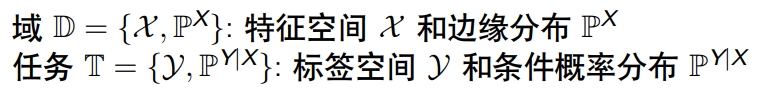 域 𝔻 = {𝒳, ℙ^X}: 特征空间 𝒳 和边缘分布 ℙ^X
任务 𝕋 = {𝒴, ℙ^{Y|X}}: 标签空间 𝒴 和条件概率分布 ℙ^{Y|X}